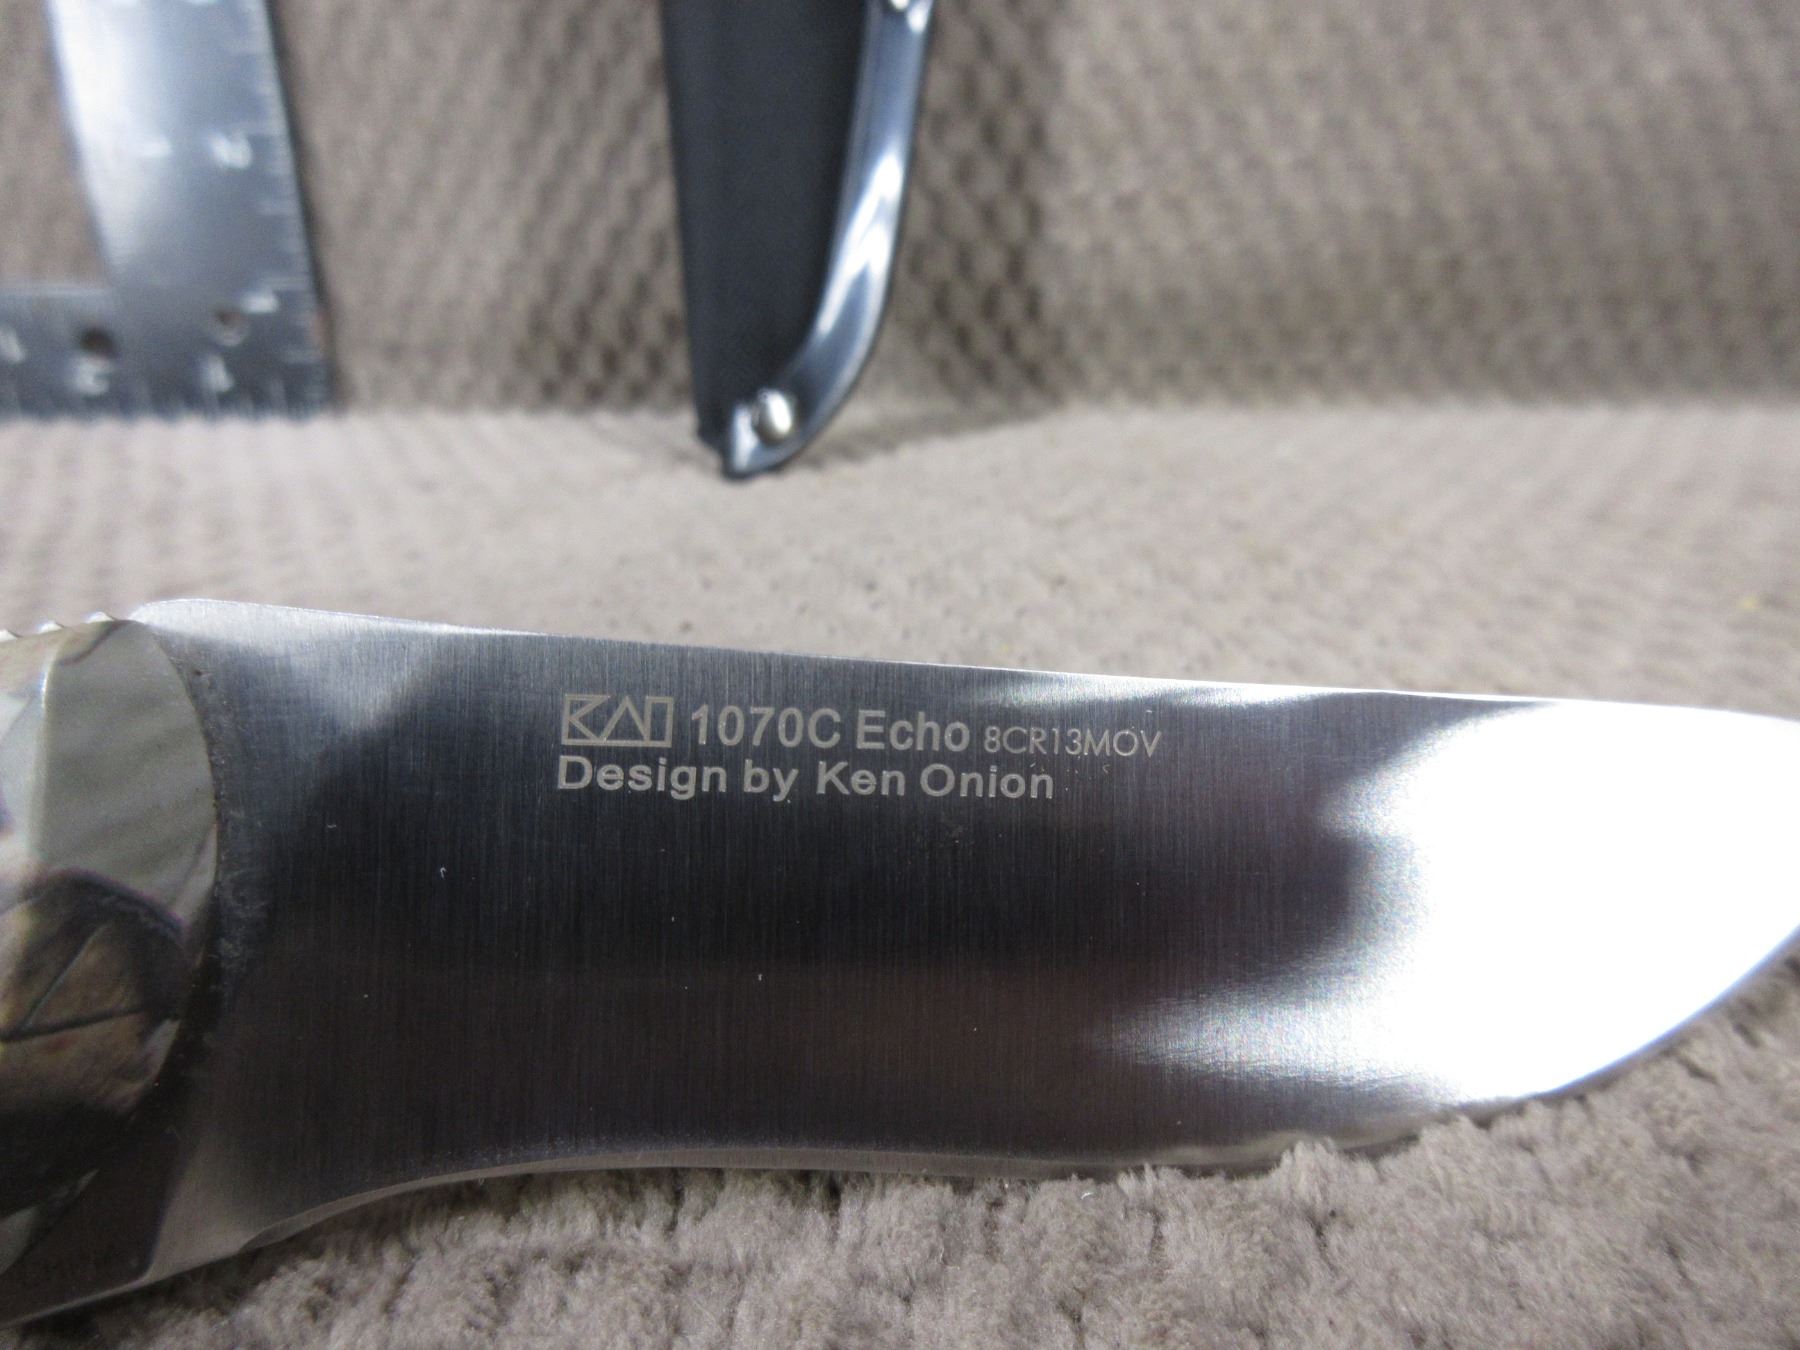 KAI 1070C Echo 8CR13MOV
Design by Ken Onion